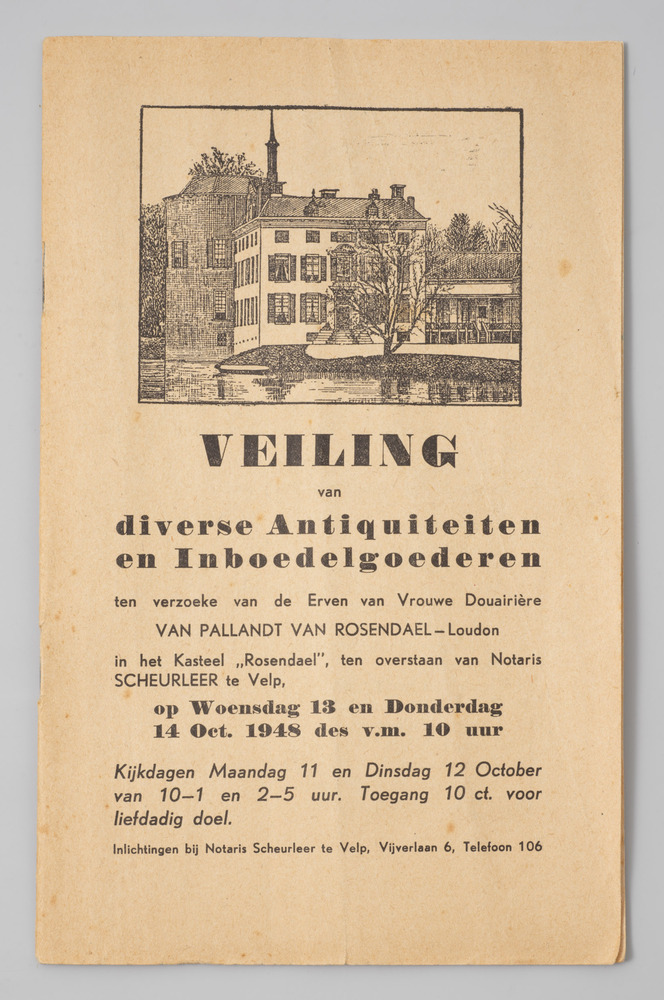 VEILING
van
diverse Antiquiteiten
en Inboedelgoederen
ten verzoeke van de Erven van Vrouwe Douairière
VAN PALLANDT VAN ROSENDAEL–Loudon
in het Kasteel „Rosendael”, ten overstaan van Notaris
SCHEURLEER te Velp,
op Woensdag 13 en Donderdag
14 Oct. 1948 des v.m. 10 uur
Kijkdagen Maandag 11 en Dinsdag 12 October
van 10–1 en 2–5 uur. Toegang 10 ct. voor
liefdadig doel.
Inlichtingen bij Notaris Scheurleer te Velp, Vijverlaan 6, Telefoon 106